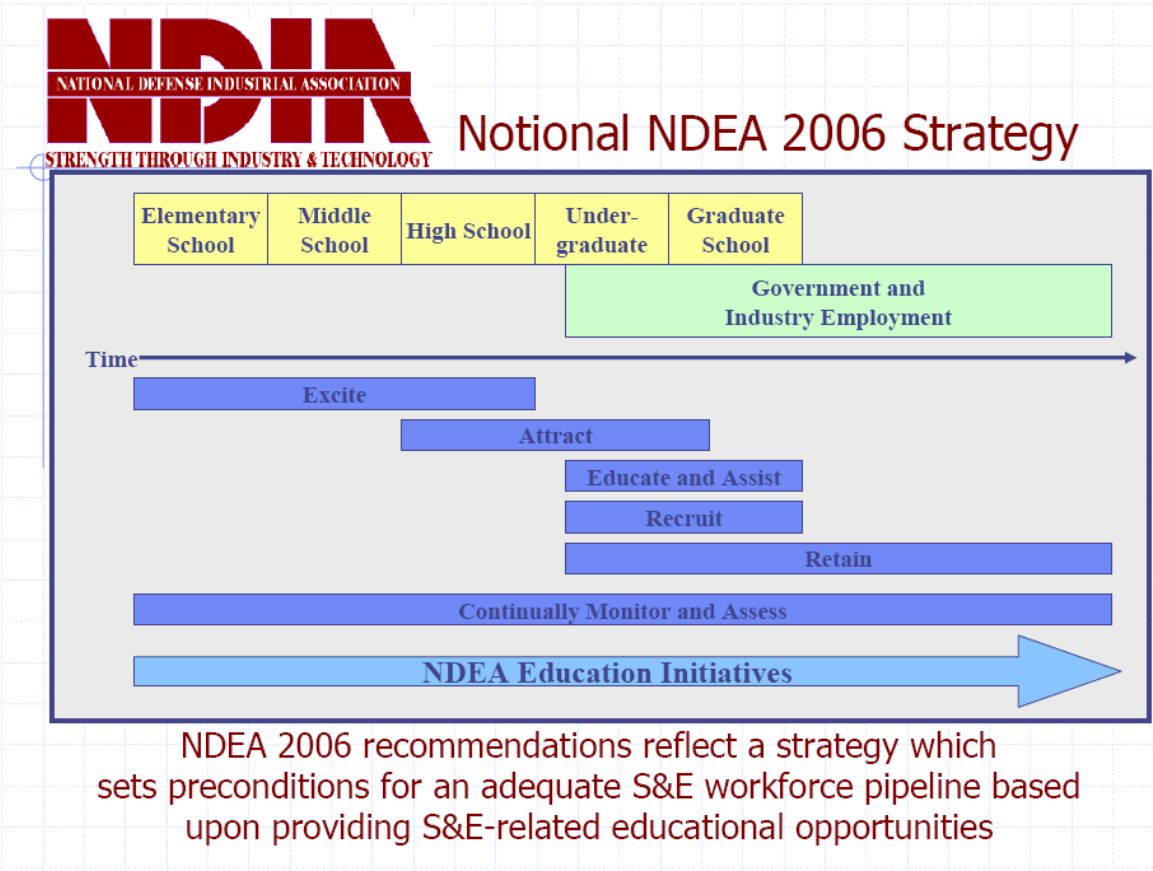 NDIA
NATIONAL DEFENSE INDUSTRIAL ASSOCIATION
STRENGTH THROUGH INDUSTRY & TECHNOLOGY
Notional NDEA 2006 Strategy
Elementary
School
Middle
School
High School
Under-
graduate
Graduate
School
Government and
Industry Employment
Time
Excite
Attract
Educate and Assist
Recruit
Retain
Continually Monitor and Assess
NDEA Education Initiatives
NDEA 2006 recommendations reflect a strategy which
sets preconditions for an adequate S&E workforce pipeline based
upon providing S&E-related educational opportunities